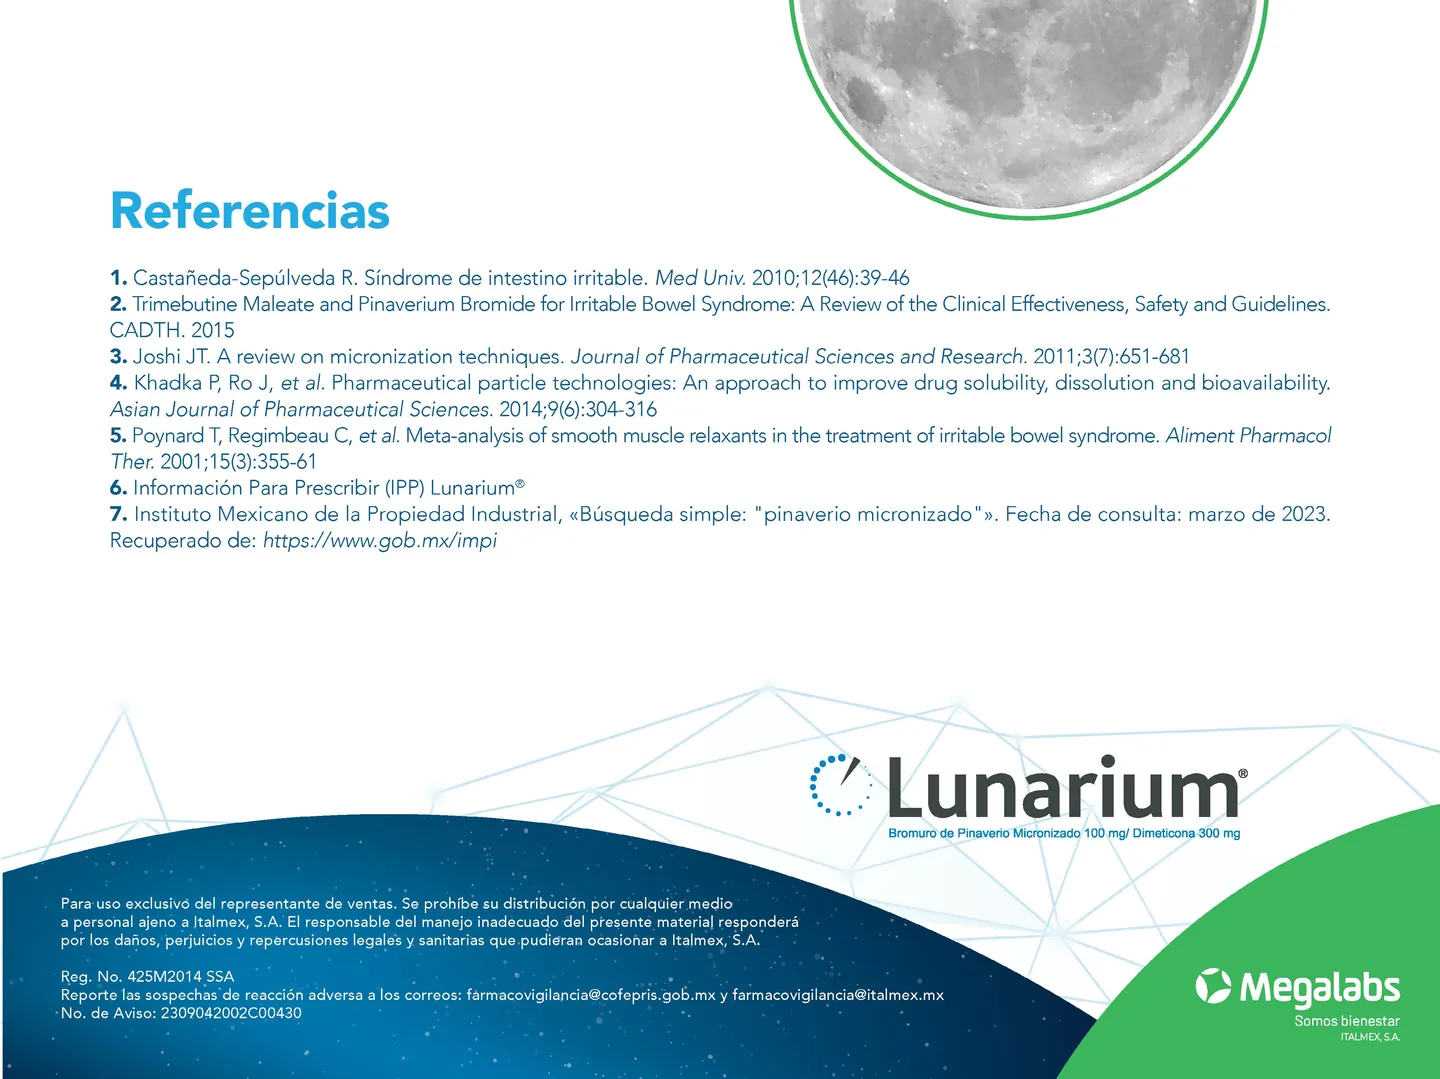 Referencias
1. Castañeda-Sepúlveda R. Síndrome de intestino irritable. Med Univ. 2010;12(46):39-46
2. Trimebutine Maleate and Pinaverium Bromide for Irritable Bowel Syndrome: A Review of the Clinical Effectiveness, Safety and Guidelines.
CADTH. 2015
3. Joshi JT. A review on micronization techniques. Journal of Pharmaceutical Sciences and Research. 2011;3(7):651-681
4. Khadka P, Ro J, et al. Pharmaceutical particle technologies: An approach to improve drug solubility, dissolution and bioavailability.
Asian Journal of Pharmaceutical Sciences. 2014;9(6):304-316
5. Poynard T, Regimbeau C, et al. Meta-analysis of smooth muscle relaxants in the treatment of irritable bowel syndrome. Aliment Pharmacol
Ther. 2001;15(3):355-61
6. Información Para Prescribir (IPP) Lunarium®
7. Instituto Mexicano de la Propiedad Industrial, «Búsqueda simple: "pinaverio micronizado"». Fecha de consulta: marzo de 2023.
Recuperado de: https://www.gob.mx/impi
Lunarium®
Bromuro de Pinaverio Micronizado 100 mg/ Dimeticona 300 mg
Para uso exclusivo del representante de ventas. Se prohíbe su distribución por cualquier medio
a personal ajeno a Italmex, S.A. El responsable del manejo inadecuado del presente material responderá
por los daños, perjuicios y repercusiones legales y sanitarias que pudieran ocasionar a Italmex, S.A.
Reg. No. 425M2014 SSA
Reporte las sospechas de reacción adversa a los correos: farmacovigilancia@cofepris.gob.mx y farmacovigilancia@italmex.mx
No. de Aviso: 2309042002C00430
Megalabs
Somos bienestar
ITALMEX, S.A.